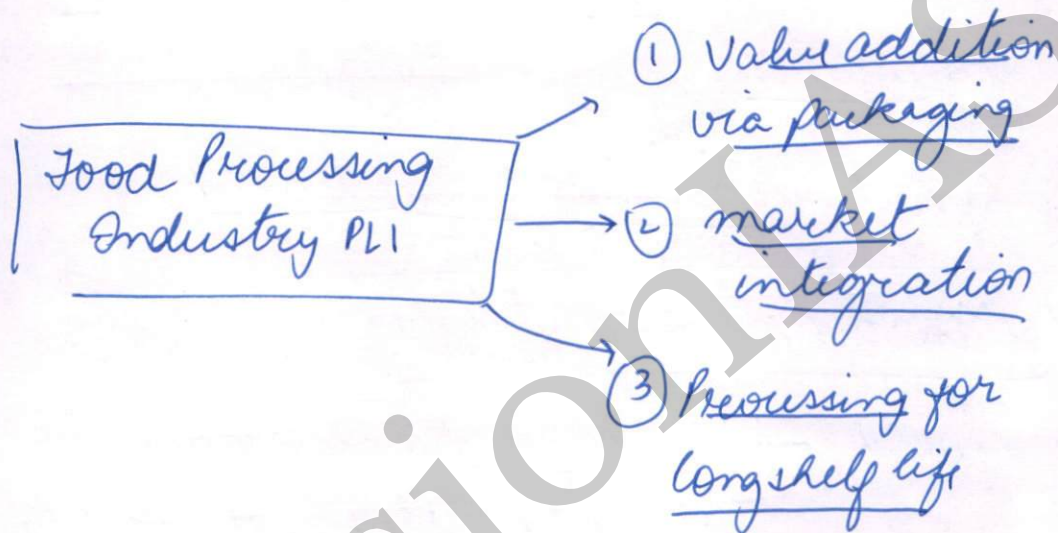 Food Processing
Industry PLI
① Value addition
via packaging
② market
integration
③ Processing for
long shelf life